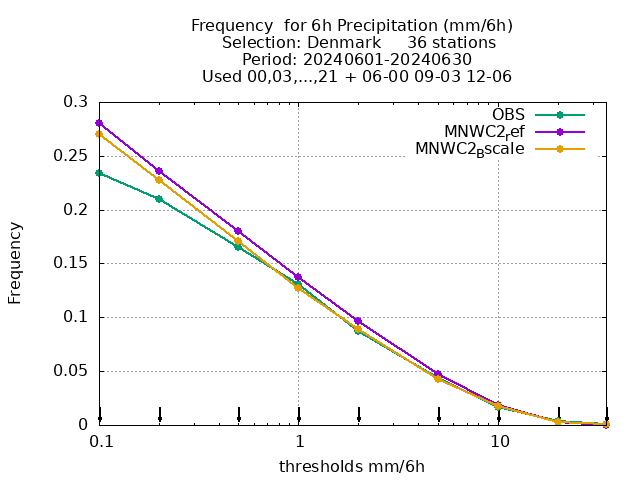 Frequency  for 6h Precipitation (mm/6h)
Selection: Denmark     36 stations
Period: 20240601-20240630
Used 00,03,...,21 + 06-00 09-03 12-06
0.3
0.25
0.2
0.15
0.1
0.05
0
Frequency
OBS
MNWC2ref
MNWC2Bscale
0.1
1
10
thresholds mm/6h